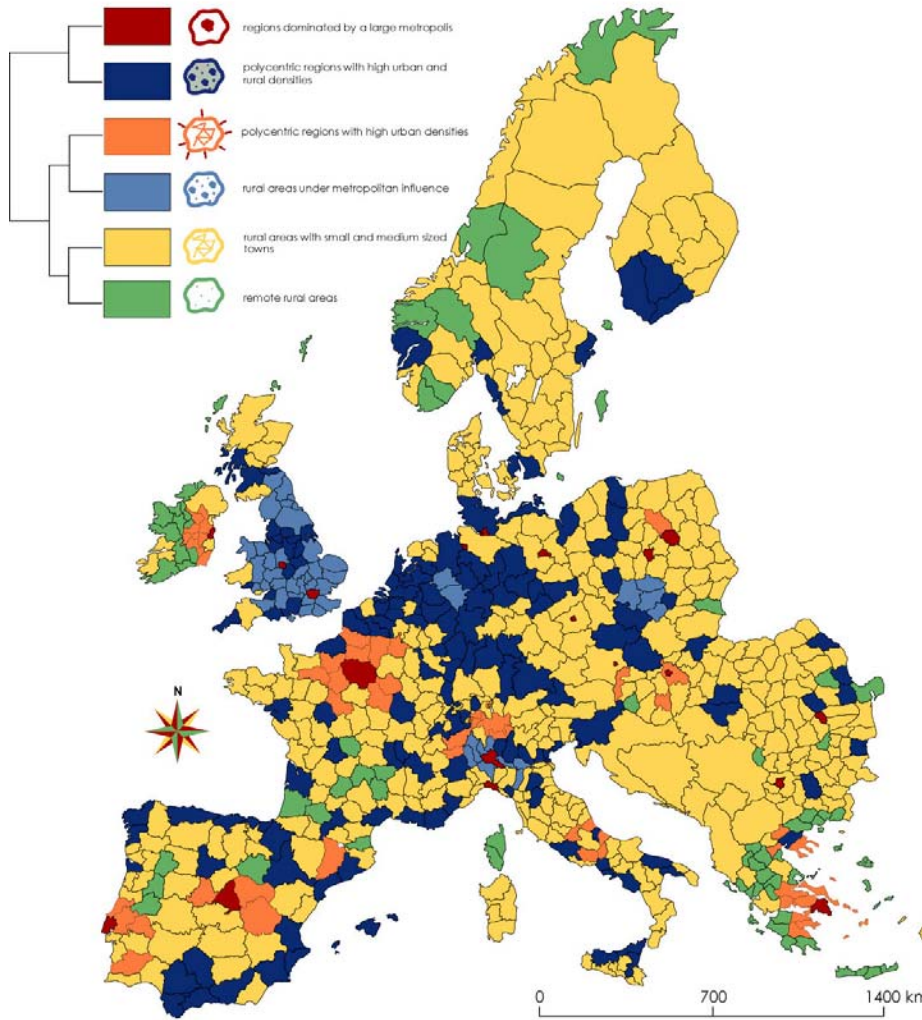 regions dominated by a large metropolis
polycentric regions with high urban and
rural densities
polycentric regions with high urban densities
rural areas under metropolitan influence
rural areas with small and medium sized
towns
remote rural areas
N
0 700 1400 km